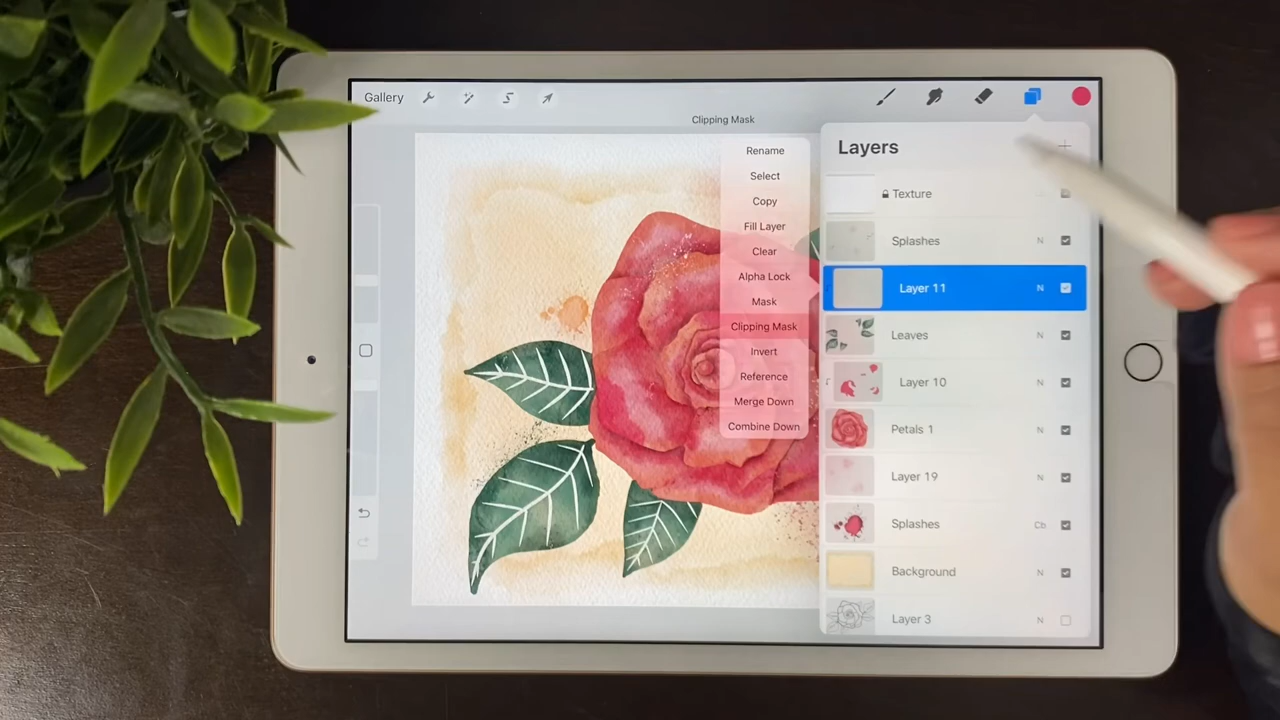 Gallery
Clipping Mask
Rename
Select
Copy
Fill Layer
Clear
Alpha Lock
Mask
Clipping Mask
Invert
Reference
Merge Down
Combine Down
Layers
Texture
Splashes N
Layer 11 N
Leaves N
Layer 10 N
Petals 1 N
Layer 19 N
Splashes Cb
Background N
Layer 3 N